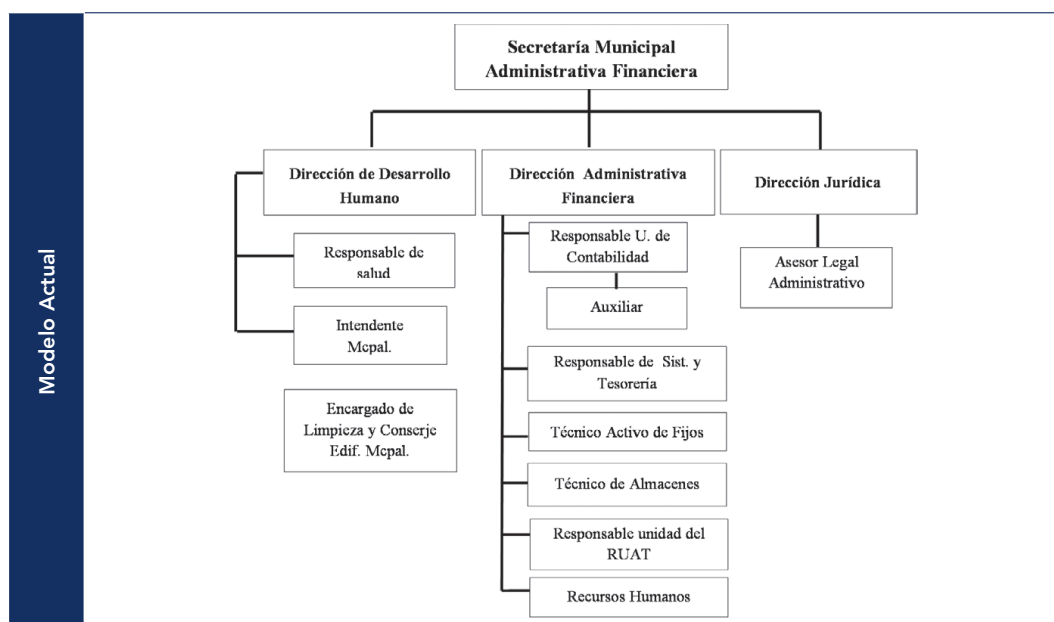 Modelo Actual
Secretaría Municipal
Administrativa Financiera
Dirección de Desarrollo
Humano
Responsable de
salud
Intendente
Mcpal.
Encargado de
Limpieza y Conserje
Edif. Mcpal.
Dirección Administrativa
Financiera
Responsable U. de
Contabilidad
Auxiliar
Responsable de Sist. y
Tesorería
Técnico Activo de Fijos
Técnico de Almacenes
Responsable unidad del
RUAT
Recursos Humanos
Dirección Jurídica
Asesor Legal
Administrativo